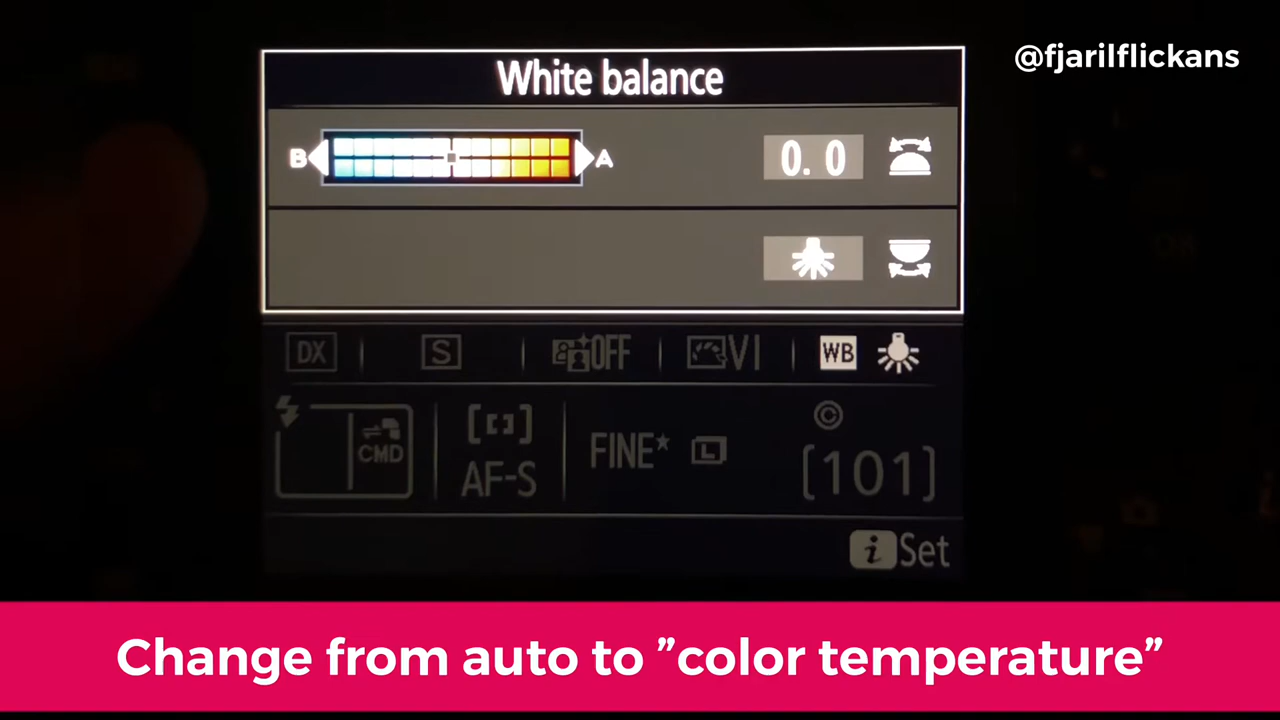 White balance
@fjarilflickans
B A 0. 0
DX S OFF VI WB
CMD
AF-S
FINE* L
©
[101]
i Set
Change from auto to ”color temperature”